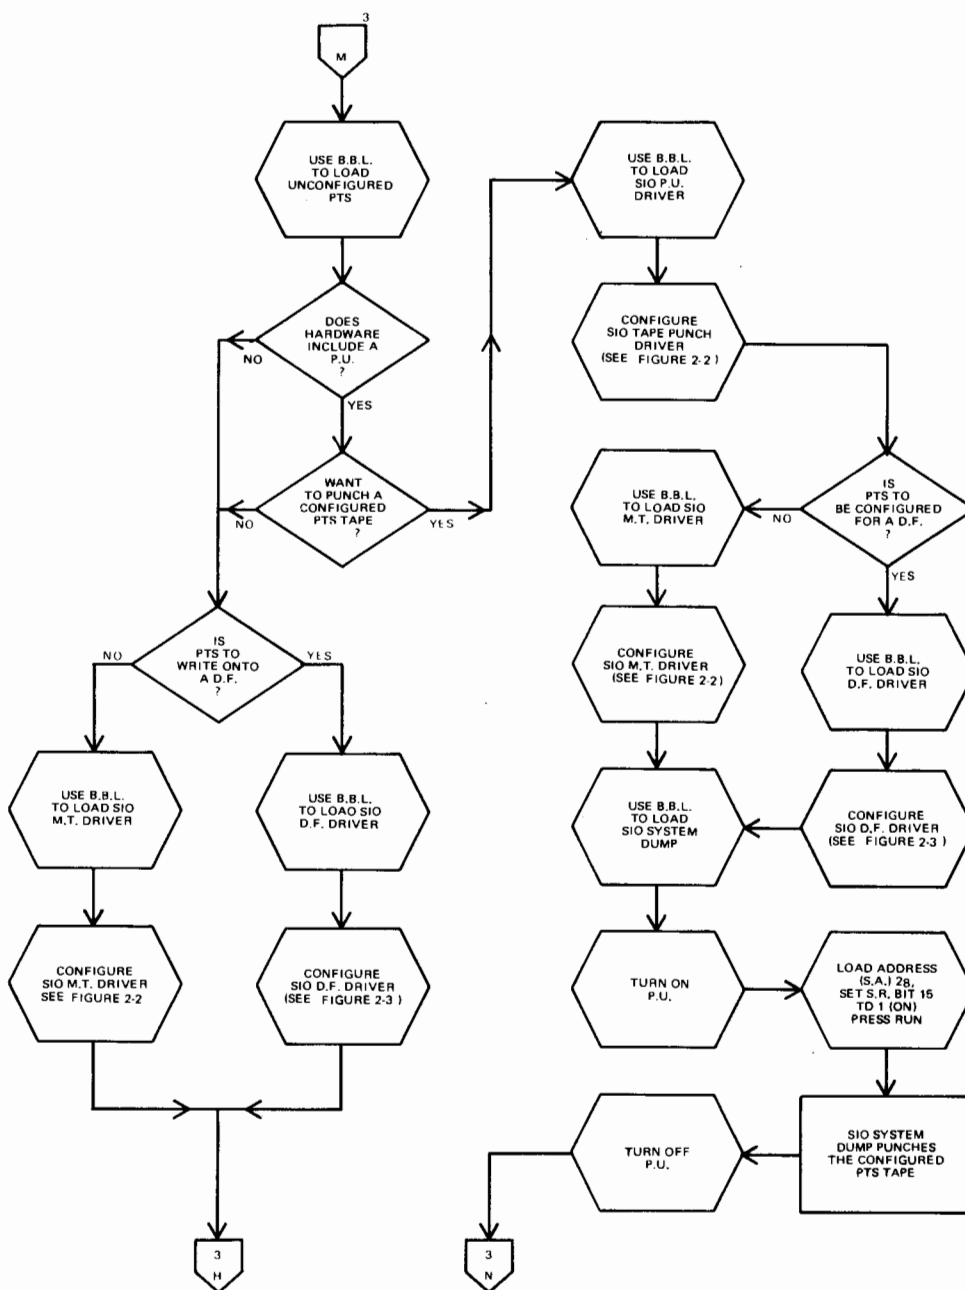 3
M
USE B.B.L.
TO LOAD
UNCONFIGURED
PTS
DOES
HARDWARE
INCLUDE A
P.U.
?
NO
YES
WANT
TO PUNCH A
CONFIGURED
PTS TAPE
?
NO
YES
IS
PTS TO
WRITE ONTO
A D.F.
?
NO
YES
USE B.B.L.
TO LOAD SIO
M.T. DRIVER
USE B.B.L.
TO LOAO SIO
D.F. DRIVER
CONFIGURE
SIO M.T. DRIVER
SEE FIGURE 2-2
CONFIGURE
SIO D.F. DRIVER
(SEE FIGURE 2-3)
3
H
USE B.B.L.
TO LOAD
SIO P.U.
DRIVER
CONFIGURE
SIO TAPE PUNCH
DRIVER
(SEE FIGURE 2-2)
IS
PTS TO
BE CONFIGURED
FOR A D.F.
?
NO
YES
USE B.B.L.
TO LOAD SIO
M.T. DRIVER
CONFIGURE
SIO M.T. DRIVER
(SEE FIGURE 2-2)
USE B.B.L.
TO LOAD SIO
D.F. DRIVER
CONFIGURE
SIO D.F. DRIVER
(SEE FIGURE 2-3)
USE B.B.L.
TO LOAD
SIO SYSTEM
DUMP
TURN ON
P.U.
LOAD ADDRESS
(S.A.) 28,
SET S.R. BIT 15
TD 1 (ON)
PRESS RUN
SIO SYSTEM
DUMP PUNCHES
THE CONFIGURED
PTS TAPE
TURN OFF
P.U.
3
N